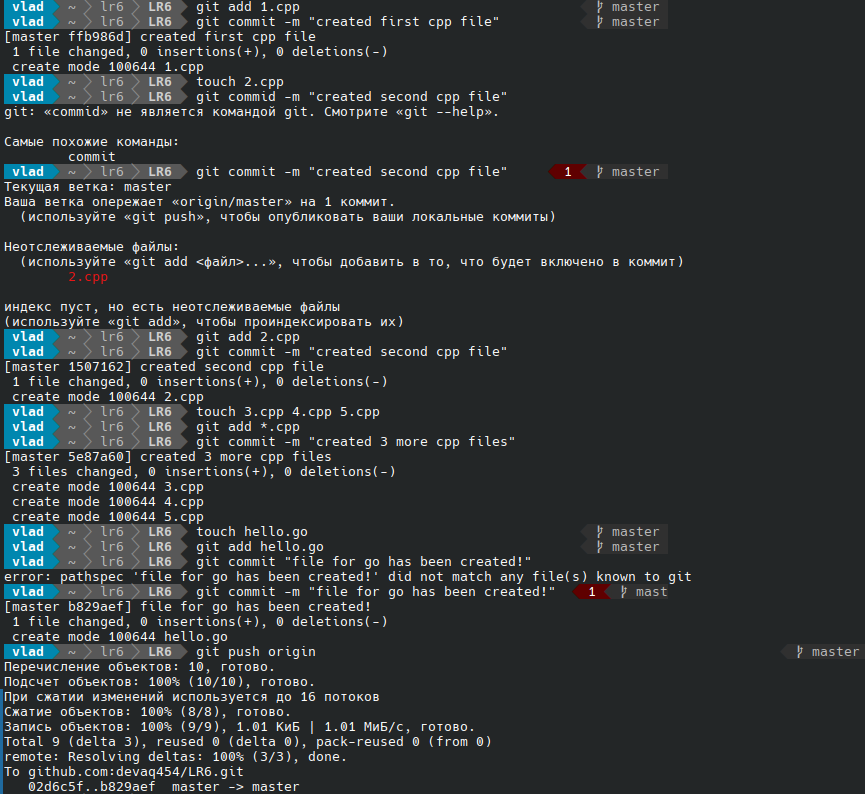 vlad ~ lr6 LR6 git add 1.cpp master
vlad ~ lr6 LR6 git commit -m "created first cpp file" master
[master ffb986d] created first cpp file
1 file changed, 0 insertions(+), 0 deletions(-)
create mode 100644 1.cpp
vlad ~ lr6 LR6 touch 2.cpp
vlad ~ lr6 LR6 git commid -m "created second cpp file"
git: «commid» не является командой git. Смотрите «git --help».
Самые похожие команды:
commit
vlad ~ lr6 LR6 git commit -m "created second cpp file" 1 master
Текущая ветка: master
Ваша ветка опережает «origin/master» на 1 коммит.
(используйте «git push», чтобы опубликовать ваши локальные коммиты)
Неотслеживаемые файлы:
(используйте «git add <файл>...», чтобы добавить в то, что будет включено в коммит)
2.cpp
индекс пуст, но есть неотслеживаемые файлы
(используйте «git add», чтобы проиндексировать их)
vlad ~ lr6 LR6 git add 2.cpp
vlad ~ lr6 LR6 git commit -m "created second cpp file"
[master 1507162] created second cpp file
1 file changed, 0 insertions(+), 0 deletions(-)
create mode 100644 2.cpp
vlad ~ lr6 LR6 touch 3.cpp 4.cpp 5.cpp
vlad ~ lr6 LR6 git add *.cpp
vlad ~ lr6 LR6 git commit -m "created 3 more cpp files"
[master 5e87a60] created 3 more cpp files
3 files changed, 0 insertions(+), 0 deletions(-)
create mode 100644 3.cpp
create mode 100644 4.cpp
create mode 100644 5.cpp
vlad ~ lr6 LR6 touch hello.go master
vlad ~ lr6 LR6 git add hello.go master
vlad ~ lr6 LR6 git commit "file for go has been created!"
error: pathspec 'file for go has been created!' did not match any file(s) known to git
vlad ~ lr6 LR6 git commit -m "file for go has been created!" 1 mast
[master b829aef] file for go has been created!
1 file changed, 0 insertions(+), 0 deletions(-)
create mode 100644 hello.go
vlad ~ lr6 LR6 git push origin master
Перечисление объектов: 10, готово.
Подсчет объектов: 100% (10/10), готово.
При сжатии изменений используется до 16 потоков
Сжатие объектов: 100% (8/8), готово.
Запись объектов: 100% (9/9), 1.01 КиБ | 1.01 МиБ/с, готово.
Total 9 (delta 3), reused 0 (delta 0), pack-reused 0 (from 0)
remote: Resolving deltas: 100% (3/3), done.
To github.com:devaq454/LR6.git
02d6c5f..b829aef master -> master